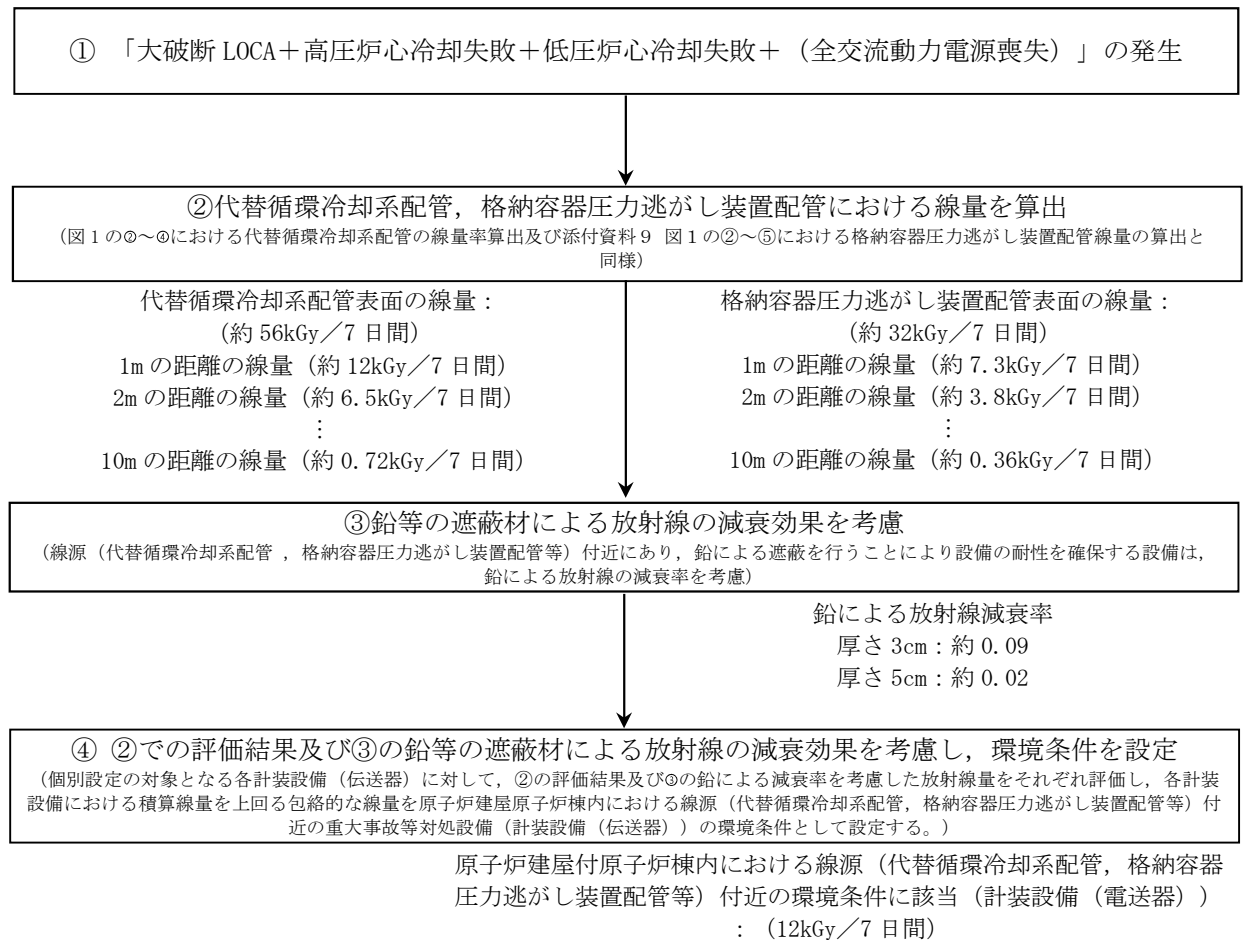 ① 「大破断 LOCA＋高圧炉心冷却失敗＋低圧炉心冷却失敗＋（全交流動力電源喪失）」の発生
②代替循環冷却系配管，格納容器圧力逃がし装置配管における線量を算出
（図１の②～④における代替循環冷却系配管の線量率算出及び添付資料９ 図１の②～⑤における格納容器圧力逃がし装置配管線量の算出と
同様）
代替循環冷却系配管表面の線量：
（約 56kGy／7 日間）
1m の距離の線量（約 12kGy／7 日間）
2m の距離の線量（約 6.5kGy／7 日間）
⋮
10m の距離の線量（約 0.72kGy／7 日間）
格納容器圧力逃がし装置配管表面の線量：
（約 32kGy／7 日間）
1m の距離の線量（約 7.3kGy／7 日間）
2m の距離の線量（約 3.8kGy／7 日間）
⋮
10m の距離の線量（約 0.36kGy／7 日間）
③鉛等の遮蔽材による放射線の減衰効果を考慮
（線源（代替循環冷却系配管 ，格納容器圧力逃がし装置配管等）付近にあり，鉛による遮蔽を行うことにより設備の耐性を確保する設備は，
鉛による放射線の減衰率を考慮）
鉛による放射線減衰率
厚さ 3cm：約 0.09
厚さ 5cm：約 0.02
④ ②での評価結果及び③の鉛等の遮蔽材による放射線の減衰効果を考慮し，環境条件を設定
（個別設定の対象となる各計装設備（伝送器）に対して，②の評価結果及び③の鉛による減衰率を考慮した放射線量をそれぞれ評価し，各計装
設備における積算線量を上回る包絡的な線量を原子炉建屋原子炉棟内における線源（代替循環冷却系配管，格納容器圧力逃がし装置配管等）付
近の重大事故等対処設備（計装設備（伝送器））の環境条件として設定する。）
原子炉建屋付原子炉棟内における線源（代替循環冷却系配管，格納容器
圧力逃がし装置配管等）付近の環境条件に該当（計装設備（電送器））
：（12kGy／7 日間）